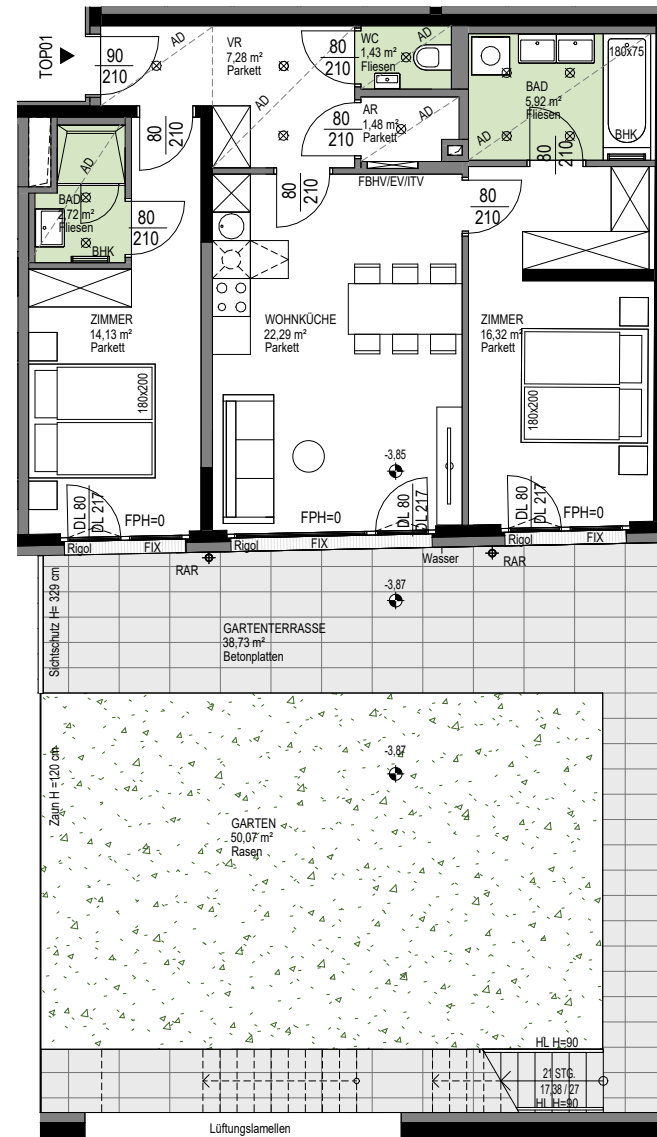 TOP01
90
210
AD
VR
7,28 m²
Parkett
AD
80
210
WC
1,43 m²
Fliesen
AD
80
210
AR
1,48 m²
Parkett
AD
FBHV/EV/ITV
BAD
5,92 m²
Fliesen
AD
180x75
BHK
80
210
80
210
80
210
80
210
AD
BAD
2,72 m²
Fliesen
BHK
80
210
ZIMMER
14,13 m²
Parkett
180x200
WOHNKÜCHE
22,29 m²
Parkett
ZIMMER
16,32 m²
Parkett
180x200
-3,85
DL 80
DL 217
FPH=0
FPH=0
DL 80
DL 217
DL 80
DL 217
FPH=0
Rigol
FIX
Rigol
FIX
Rigol
FIX
RAR
Wasser
RAR
Sichtschutz H= 329 cm
-3,87
GARTENTERRASSE
38,73 m²
Betonplatten
Zaun H =120 cm
-3,87
GARTEN
50,07 m²
Rasen
HL H=90
21 STG.
17,38 / 27
HL H=90
Lüftungslamellen